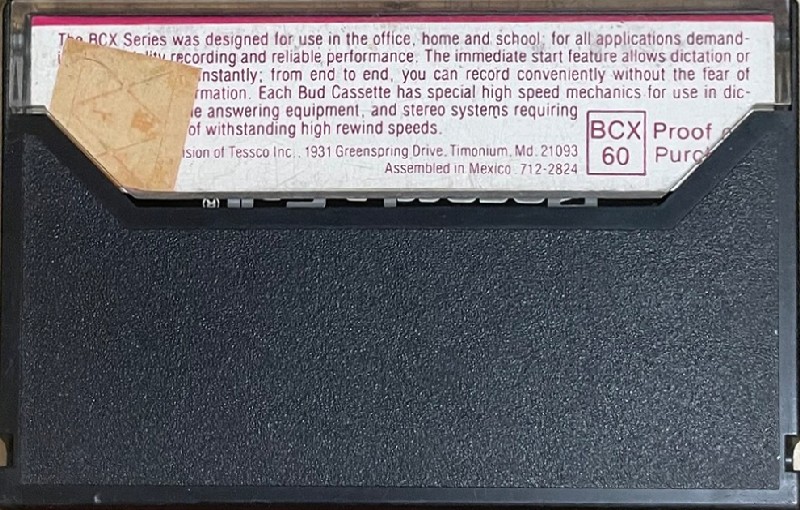 The BCX Series was designed for use in the office, home and school; for all applications demand-
recording and reliable performance. The immediate start feature allows dictation or
instantly; from end to end, you can record conveniently without the fear of
Each Bud Cassette has special high speed mechanics for use in dic-
answering equipment, and stereo systems requiring
of withstanding high rewind speeds.
BCX
60
Proof
of Tessco Inc., 1931 Greenspring Drive, Timonium, Md. 21093
Assembled in Mexico 712-2824